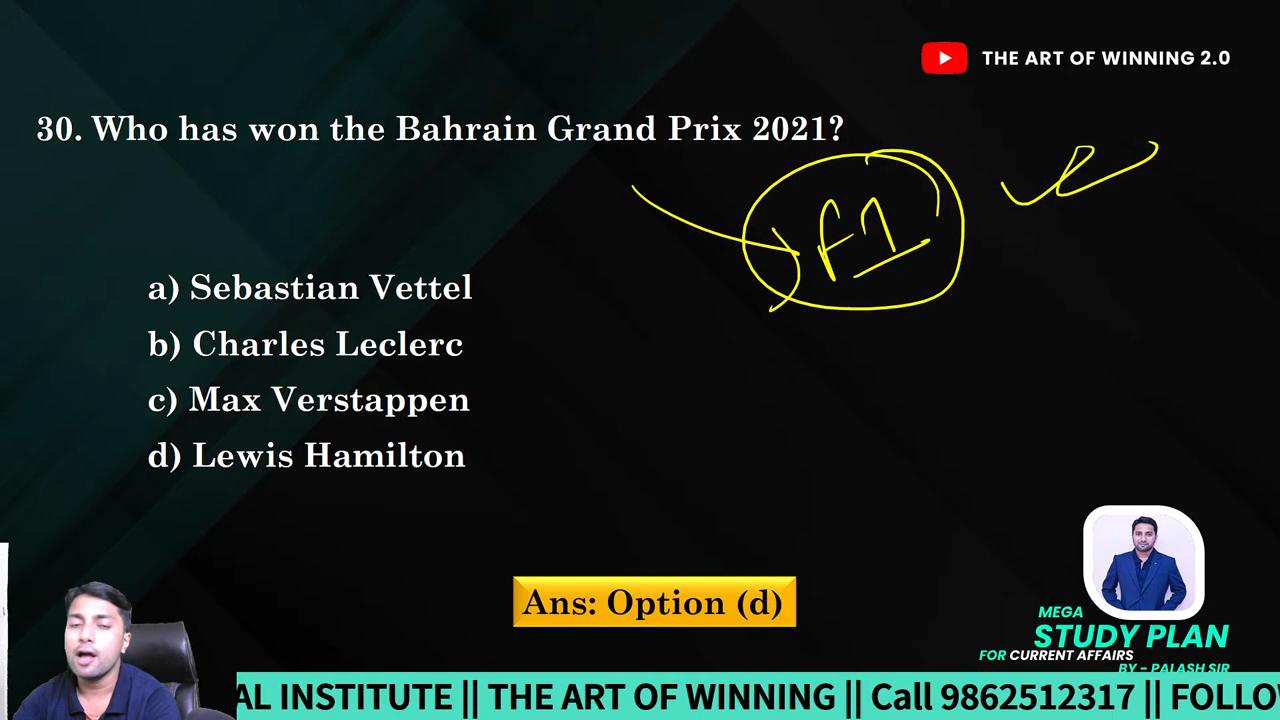 THE ART OF WINNING 2.0
30. Who has won the Bahrain Grand Prix 2021?
F1
a) Sebastian Vettel
b) Charles Leclerc
c) Max Verstappen
d) Lewis Hamilton
Ans: Option (d)
MEGA
STUDY PLAN
FOR CURRENT AFFAIRS
BY - PALASH SIR
AL INSTITUTE || THE ART OF WINNING || Call 9862512317 || FOLLO